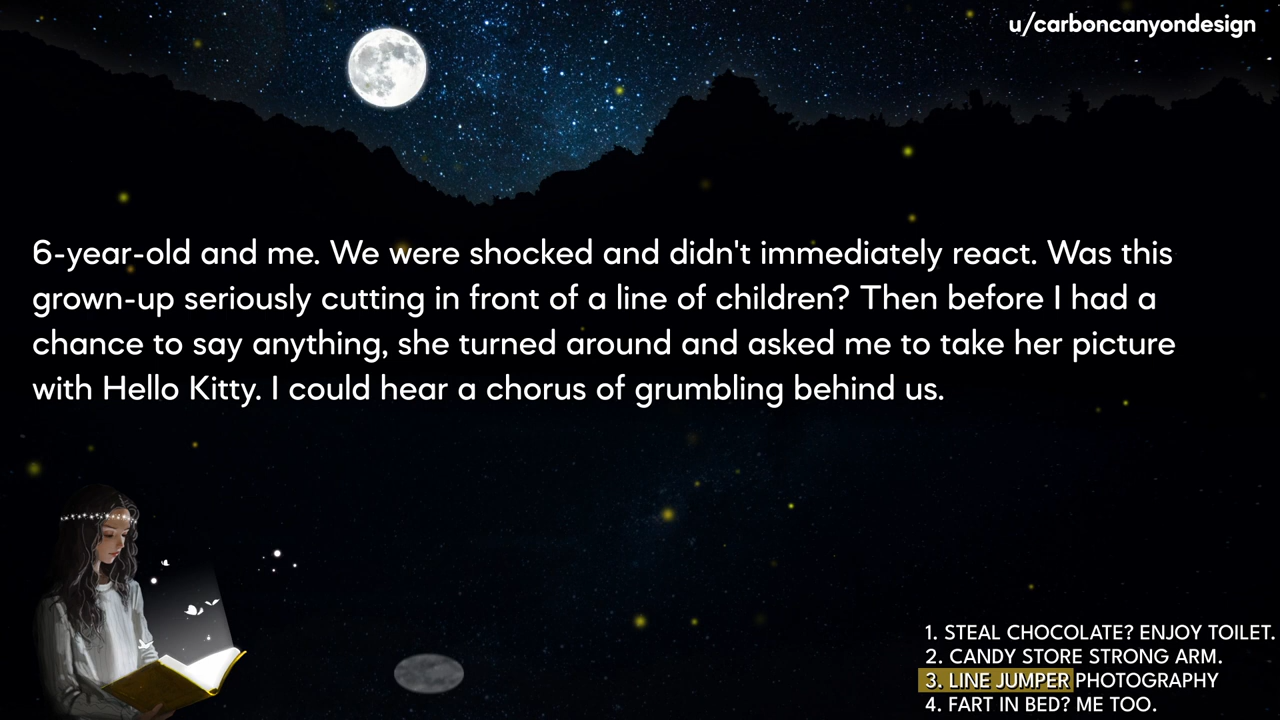 u/carboncanyondesign
6-year-old and me. We were shocked and didn't immediately react. Was this
grown-up seriously cutting in front of a line of children? Then before I had a
chance to say anything, she turned around and asked me to take her picture
with Hello Kitty. I could hear a chorus of grumbling behind us.
1. STEAL CHOCOLATE? ENJOY TOILET.
2. CANDY STORE STRONG ARM.
3. LINE JUMPER PHOTOGRAPHY
4. FART IN BED? ME TOO.